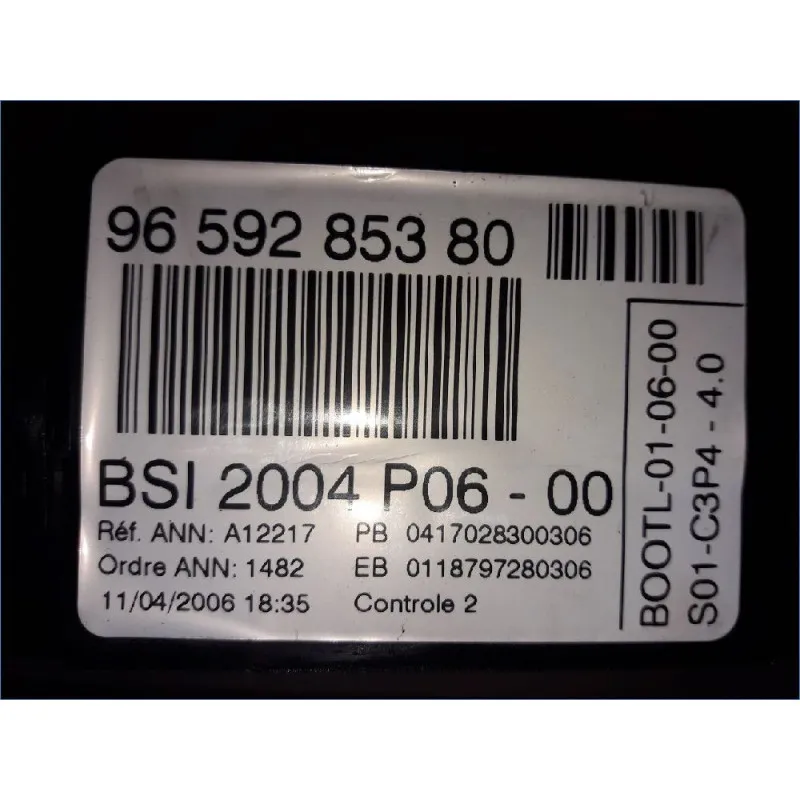 96 592 853 80
BSI 2004 P06 - 00
Réf. ANN: A12217 PB 0417028300306
Ordre ANN: 1482 EB 0118797280306
11/04/2006 18:35 Controle 2
BOOTL-01-06-00
S01-C3P4 - 4.0